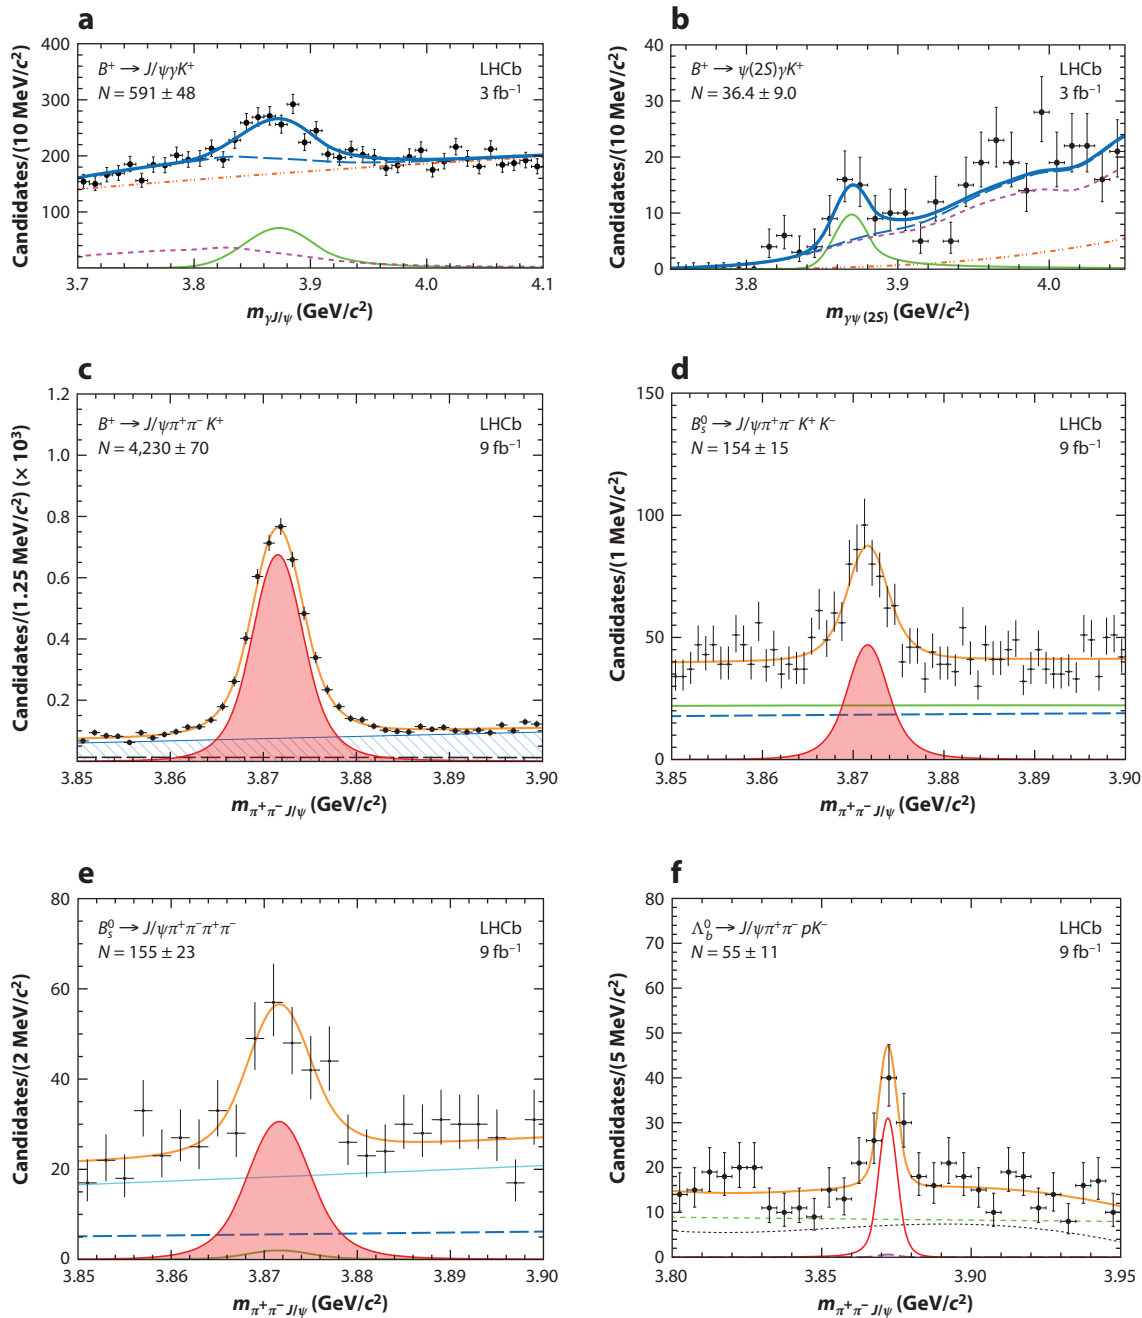 a
B⁺ → J/ψγK⁺
N = 591 ± 48
LHCb
3 fb⁻¹
Candidates/(10 MeV/c²)
400
300
200
100
3.7
3.8
3.9
4.0
4.1
m_γJ/ψ (GeV/c²)
b
B⁺ → ψ(2S)γK⁺
N = 36.4 ± 9.0
LHCb
3 fb⁻¹
Candidates/(10 MeV/c²)
40
30
20
10
0
3.8
3.9
4.0
m_γψ(2S) (GeV/c²)
c
B⁺ → J/ψπ⁺π⁻K⁺
N = 4,230 ± 70
LHCb
9 fb⁻¹
Candidates/(1.25 MeV/c²) (× 10³)
1.2
1.0
0.8
0.6
0.4
0.2
3.85
3.86
3.87
3.88
3.89
3.90
m_π⁺π⁻J/ψ (GeV/c²)
d
B_s⁰ → J/ψπ⁺π⁻K⁺K⁻
N = 154 ± 15
LHCb
9 fb⁻¹
Candidates/(1 MeV/c²)
150
100
50
0
3.85
3.86
3.87
3.88
3.89
3.90
m_π⁺π⁻J/ψ (GeV/c²)
e
B_s⁰ → J/ψπ⁺π⁻π⁺π⁻
N = 155 ± 23
LHCb
9 fb⁻¹
Candidates/(2 MeV/c²)
80
60
40
20
0
3.85
3.86
3.87
3.88
3.89
3.90
m_π⁺π⁻J/ψ (GeV/c²)
f
Λ_b⁰ → J/ψπ⁺π⁻pK⁻
N = 55 ± 11
LHCb
9 fb⁻¹
Candidates/(5 MeV/c²)
80
70
60
50
40
30
20
10
0
3.80
3.85
3.90
3.95
m_π⁺π⁻J/ψ (GeV/c²)